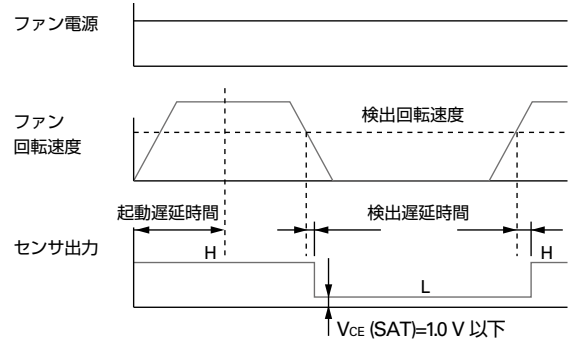 ファン電源
ファン
回転速度
検出回転速度
起動遅延時間
検出遅延時間
センサ出力
H
H
L
VCE (SAT)=1.0 V 以下